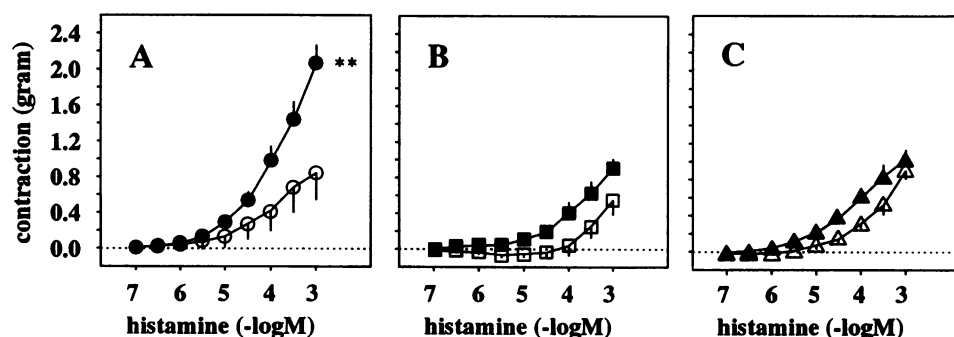 contraction (gram)
2.4
2.0
1.6
1.2
0.8
0.4
0.0
A
**
7 6 5 4 3
histamine (-logM)
B
7 6 5 4 3
histamine (-logM)
C
7 6 5 4 3
histamine (-logM)